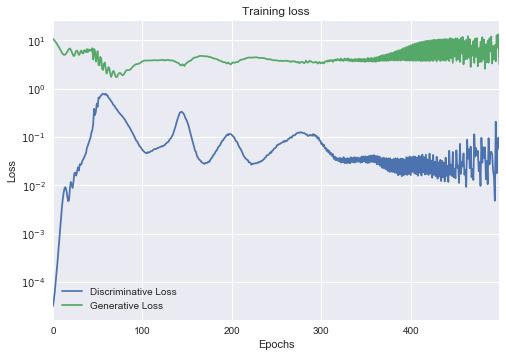 Training loss
10¹
10⁰
10⁻¹
10⁻²
10⁻³
10⁻⁴
Loss
Discriminative Loss
Generative Loss
0 100 200 300 400
Epochs